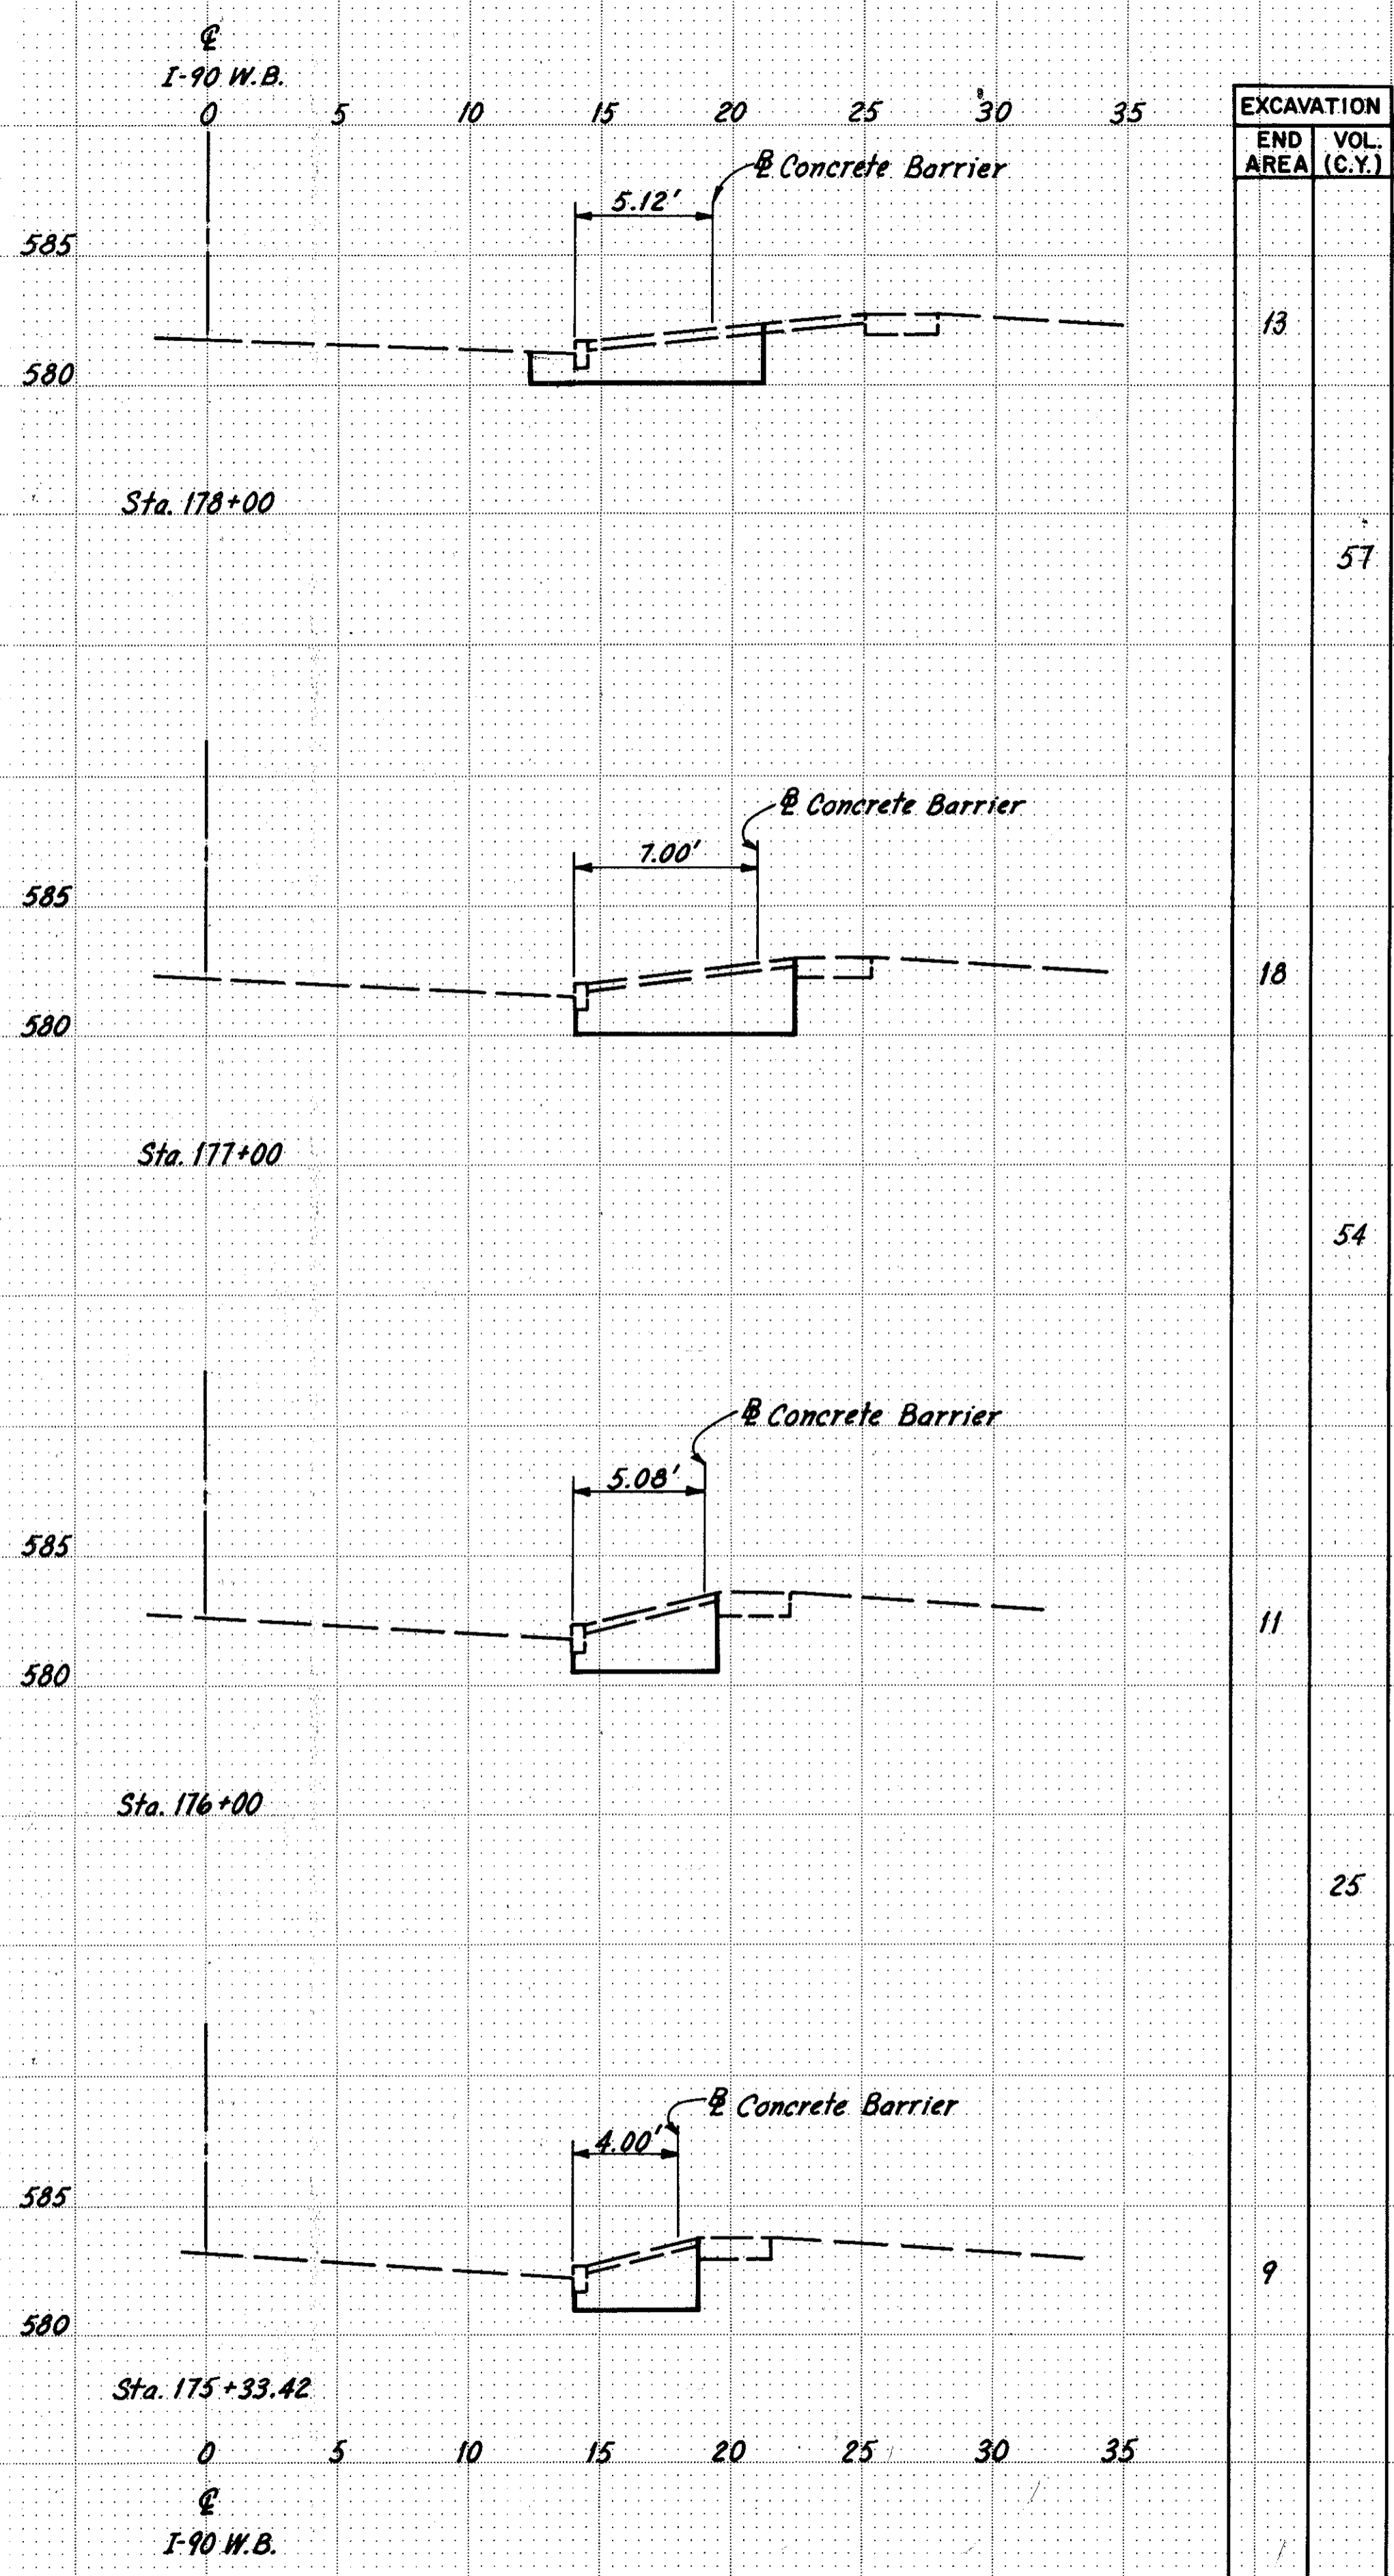 ℄
I-90 W.B.
0 5 10 15 20 25 30 35
EXCAVATION
END AREA
VOL. (C.Y.)
Concrete Barrier
5.12'
585
13
580
Sta. 178+00
57
Concrete Barrier
7.00'
585
18
580
Sta. 177+00
54
Concrete Barrier
5.08'
585
11
580
Sta. 176+00
25
Concrete Barrier
4.00'
585
9
580
Sta. 175+33.42
0 5 10 15 20 25 30 35
℄
I-90 W.B.